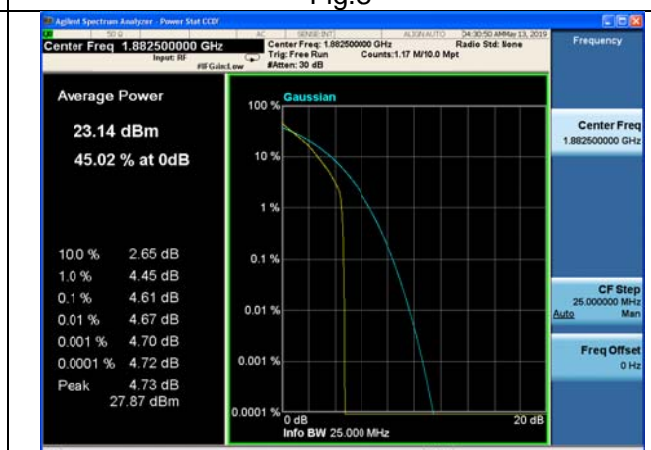 Fig.3
Agilent Spectrum Analyzer - Power Stat CCDF
50 Ω AC SENSE:INT ALIGN AUTO 04:30:50 AM May 13, 2019
Center Freq 1.882500000 GHz
Input: RF
#IFGain:Low
Center Freq: 1.882500000 GHz
Trig: Free Run Counts:1.17 M/10.0 Mpt
#Atten: 30 dB
Radio Std: None
Frequency
Average Power
23.14 dBm
45.02 % at 0dB
10.0 % 2.65 dB
1.0 % 4.45 dB
0.1 % 4.61 dB
0.01 % 4.67 dB
0.001 % 4.70 dB
0.0001 % 4.72 dB
Peak 4.73 dB
27.87 dBm
Gaussian
100 %
10 %
1 %
0.1 %
0.01 %
0.001 %
0.0001 %
0 dB 20 dB
Info BW 25.000 MHz
Center Freq
1.882500000 GHz
CF Step
25.000000 MHz
Auto Man
Freq Offset
0 Hz